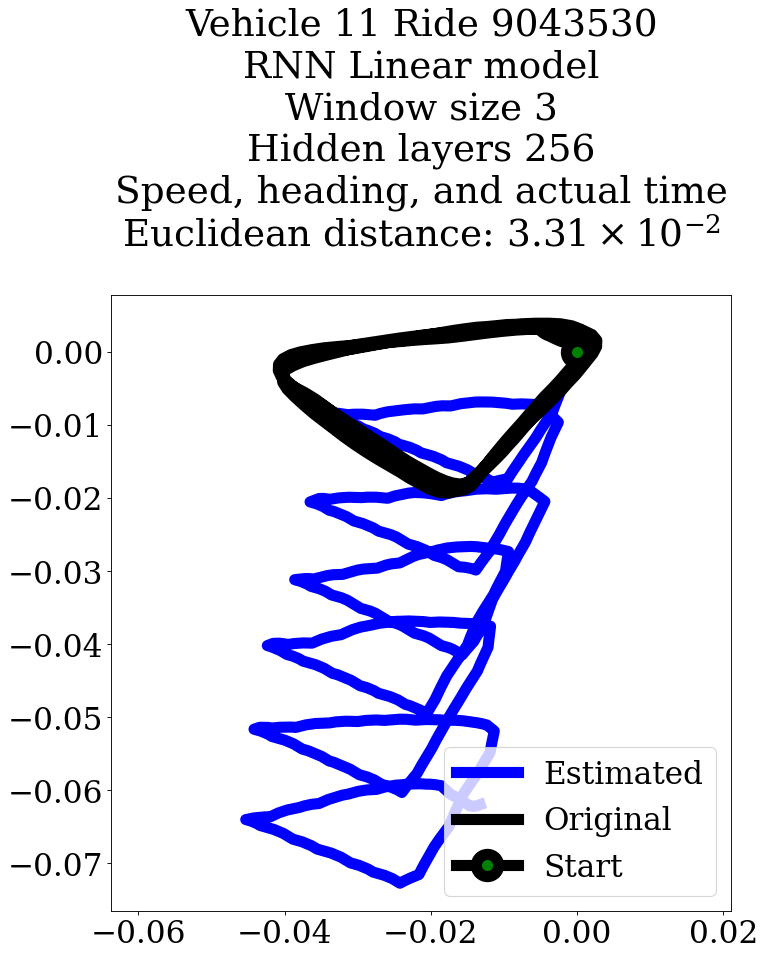 Vehicle 11 Ride 9043530
RNN Linear model
Window size 3
Hidden layers 256
Speed, heading, and actual time
Euclidean distance: 3.31 × 10⁻²
0.00
−0.01
−0.02
−0.03
−0.04
−0.05
−0.06
−0.07
Estimated
Original
Start
−0.06 −0.04 −0.02 0.00 0.02